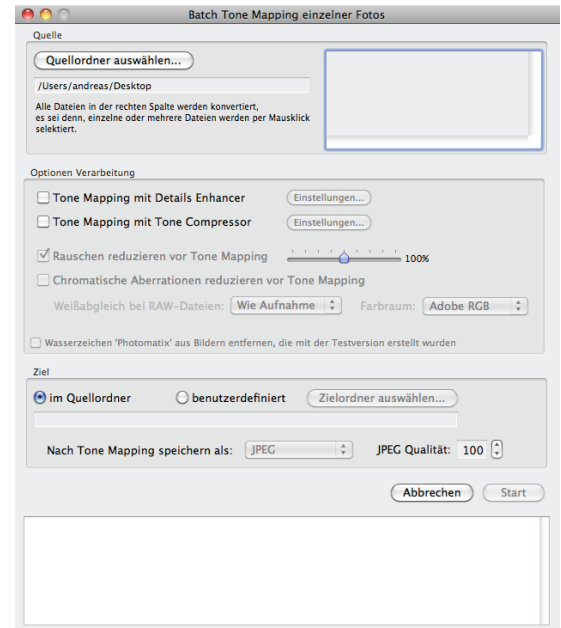 Batch Tone Mapping einzelner Fotos
Quelle
Quellordner auswählen...
/Users/andreas/Desktop
Alle Dateien in der rechten Spalte werden konvertiert,
es sei denn, einzelne oder mehrere Dateien werden per Mausklick
selektiert.
Optionen Verarbeitung
Tone Mapping mit Details Enhancer Einstellungen...
Tone Mapping mit Tone Compressor Einstellungen...
Rauschen reduzieren vor Tone Mapping 100%
Chromatische Aberrationen reduzieren vor Tone Mapping
Weißabgleich bei RAW-Dateien: Wie Aufnahme Farbraum: Adobe RGB
Wasserzeichen 'Photomatix' aus Bildern entfernen, die mit der Testversion erstellt wurden
Ziel
im Quellordner benutzerdefiniert Zielordner auswählen...
Nach Tone Mapping speichern als: JPEG JPEG Qualität: 100
Abbrechen Start